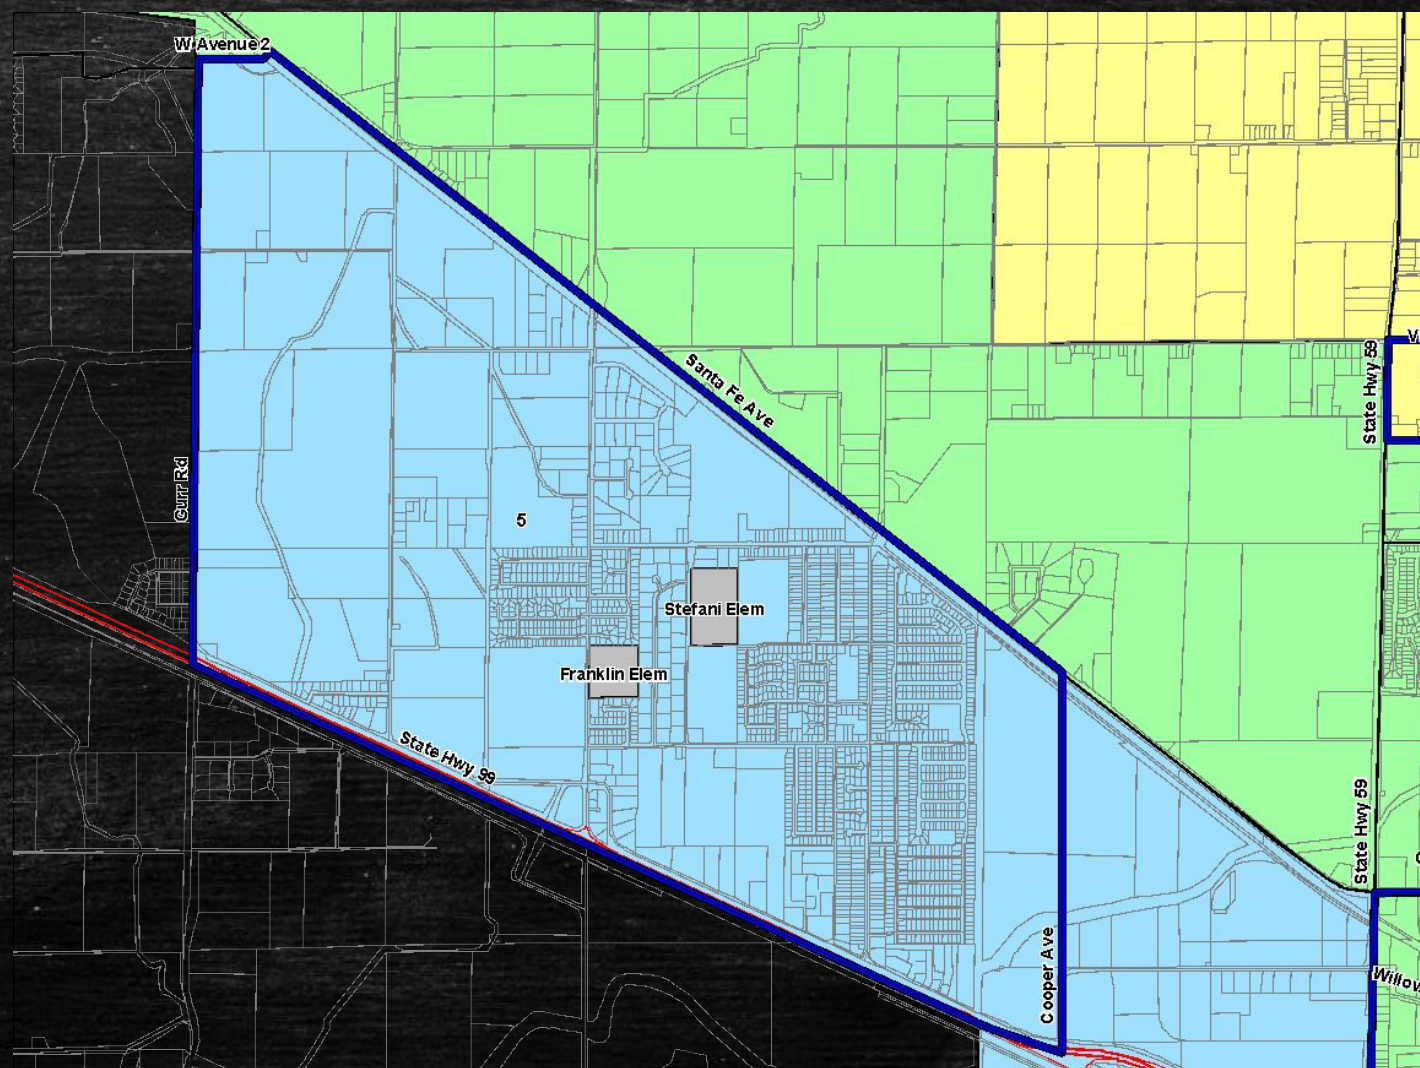 W Avenue 2
Santa Fe Ave
State Hwy 59
Gurr Rd
5
Stefani Elem
Franklin Elem
State Hwy 99
State Hwy 59
Cooper Ave